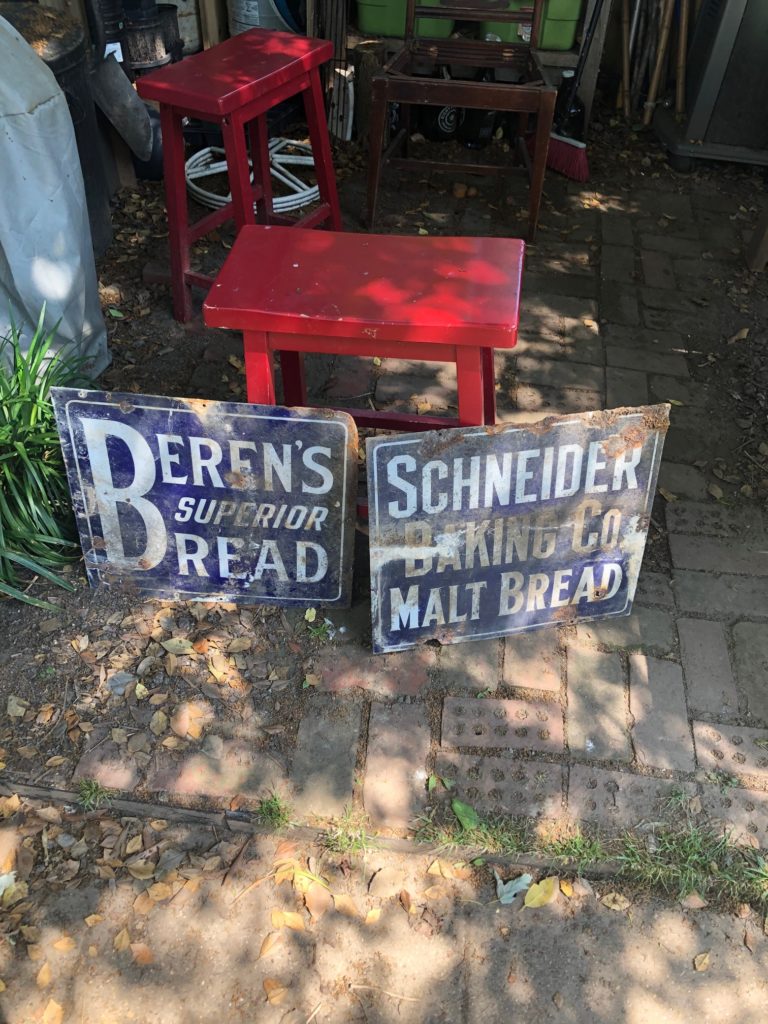 BEREN'S
SUPERIOR
BREAD
SCHNEIDER
BAKING CO
MALT BREAD